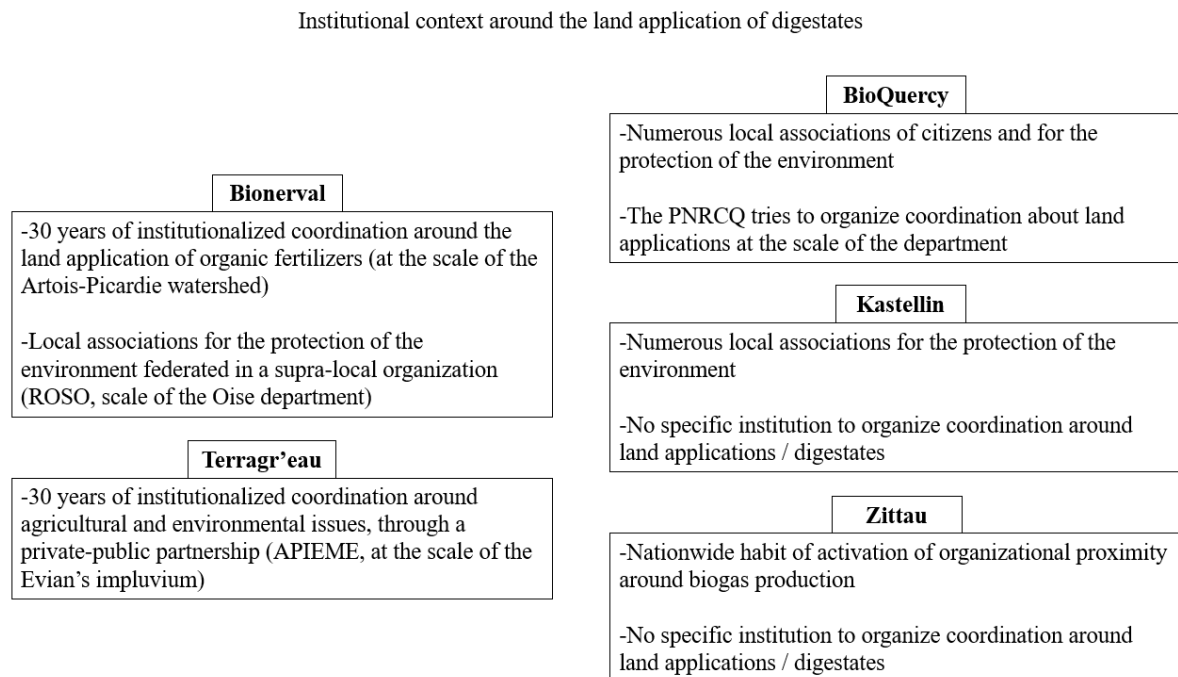 Institutional context around the land application of digestates
Bionerval
-30 years of institutionalized coordination around the
land application of organic fertilizers (at the scale of the
Artois-Picardie watershed)
-Local associations for the protection of the
environment federated in a supra-local organization
(ROSO, scale of the Oise department)
Terragr’eau
-30 years of institutionalized coordination around
agricultural and environmental issues, through a
private-public partnership (APIEME, at the scale of the
Evian’s impluvium)
BioQuercy
-Numerous local associations of citizens and for the
protection of the environment
-The PNRCQ tries to organize coordination about land
applications at the scale of the department
Kastellin
-Numerous local associations for the protection of the
environment
-No specific institution to organize coordination around
land applications / digestates
Zittau
-Nationwide habit of activation of organizational proximity
around biogas production
-No specific institution to organize coordination around
land applications / digestates